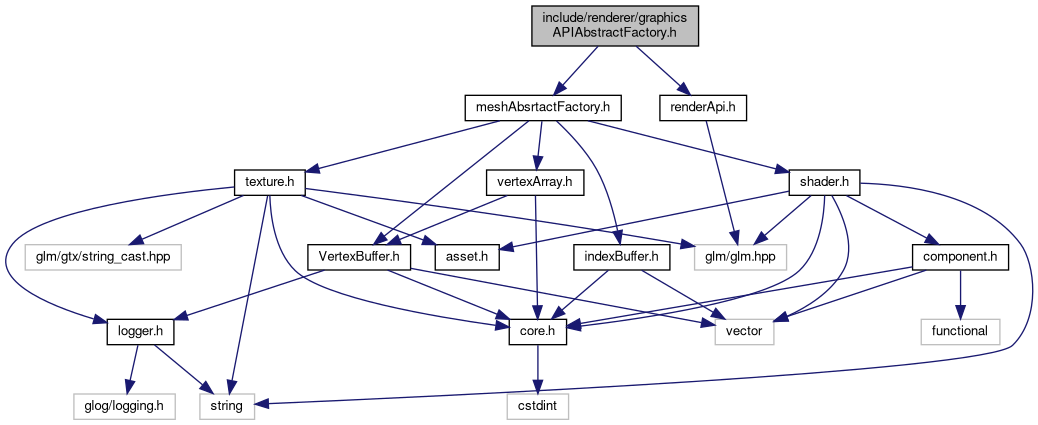 include/renderer/graphics
APIAbstractFactory.h
meshAbsrtactFactory.h
renderApi.h
texture.h
vertexArray.h
shader.h
glm/gtx/string_cast.hpp
VertexBuffer.h
asset.h
indexBuffer.h
glm/glm.hpp
component.h
logger.h
core.h
vector
functional
glog/logging.h
string
cstdint